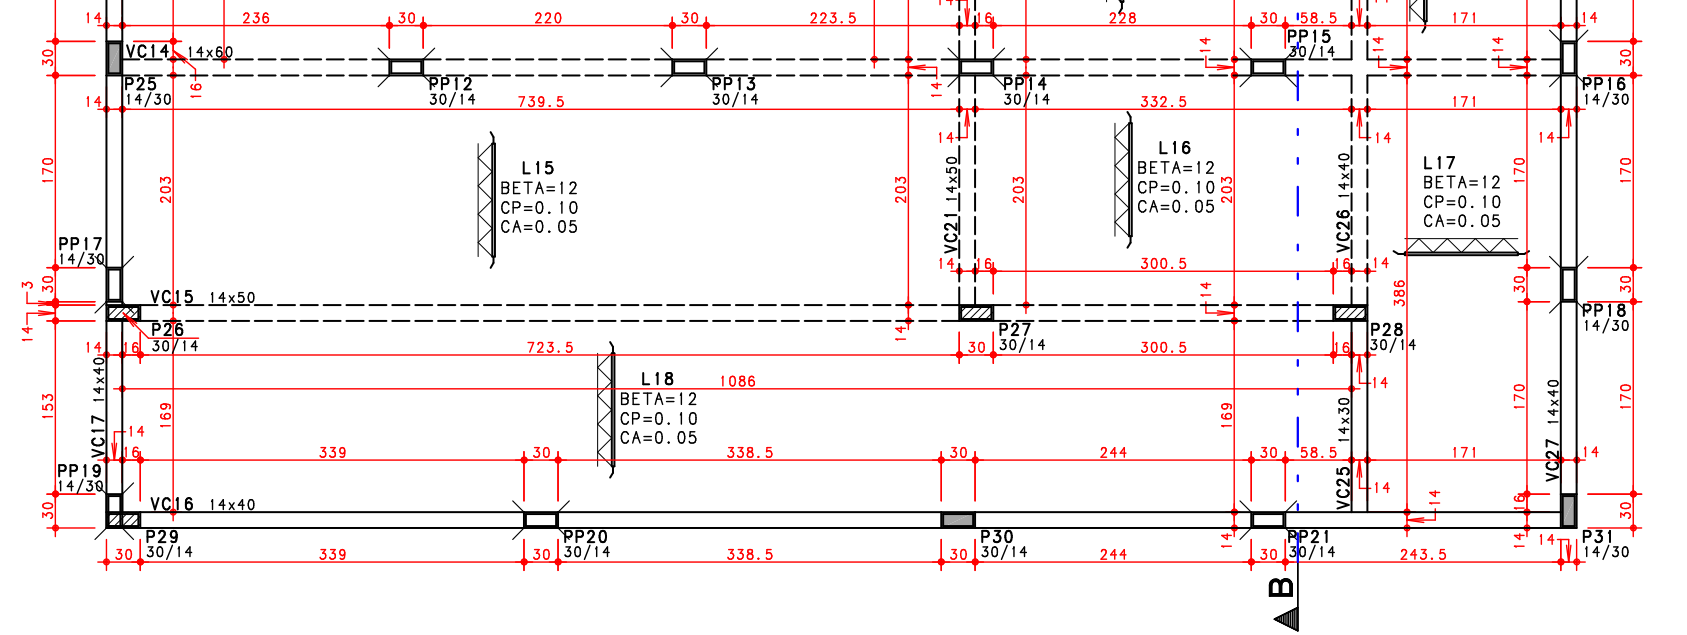 14 236 30 220 30 223.5 14 16 228 30 58.5 14 171 14
PP15
30/14
VC14 14x60
30 16 14 14 14 14 30
P25
14/30
PP12
30/14
PP13
30/14
PP14
30/14
PP16
14/30
14 739.5 332.5 171
14 14 14
170 203 203 203 203 386 170 170
L15
BETA=12
CP=0.10
CA=0.05
L16
BETA=12
CP=0.10
CA=0.05
L17
BETA=12
CP=0.10
CA=0.05
VC21 14x50
VC26 14x40
PP17
14/30
14 16 300.5 16 14
3 30 14 30 30
VC15 14x50
14 14
P26
30/14
P27
30/14
P28
30/14
PP18
14/30
14 16 723.5 30 300.5 16
14
1086
L18
BETA=12
CP=0.10
CA=0.05
153 169 169 170 170
VC17 14x40
VC25 14x30
VC27 14x40
14
16 339 30 338.5 30 244 30 58.5 171 14
14
PP19
14/30
VC16 14x40
30 14 16 30
P29
30/14
PP20
30/14
P30
30/14
PP21
30/14
P31
14/30
14 14 14
30 339 30 338.5 30 244 30 243.5
B